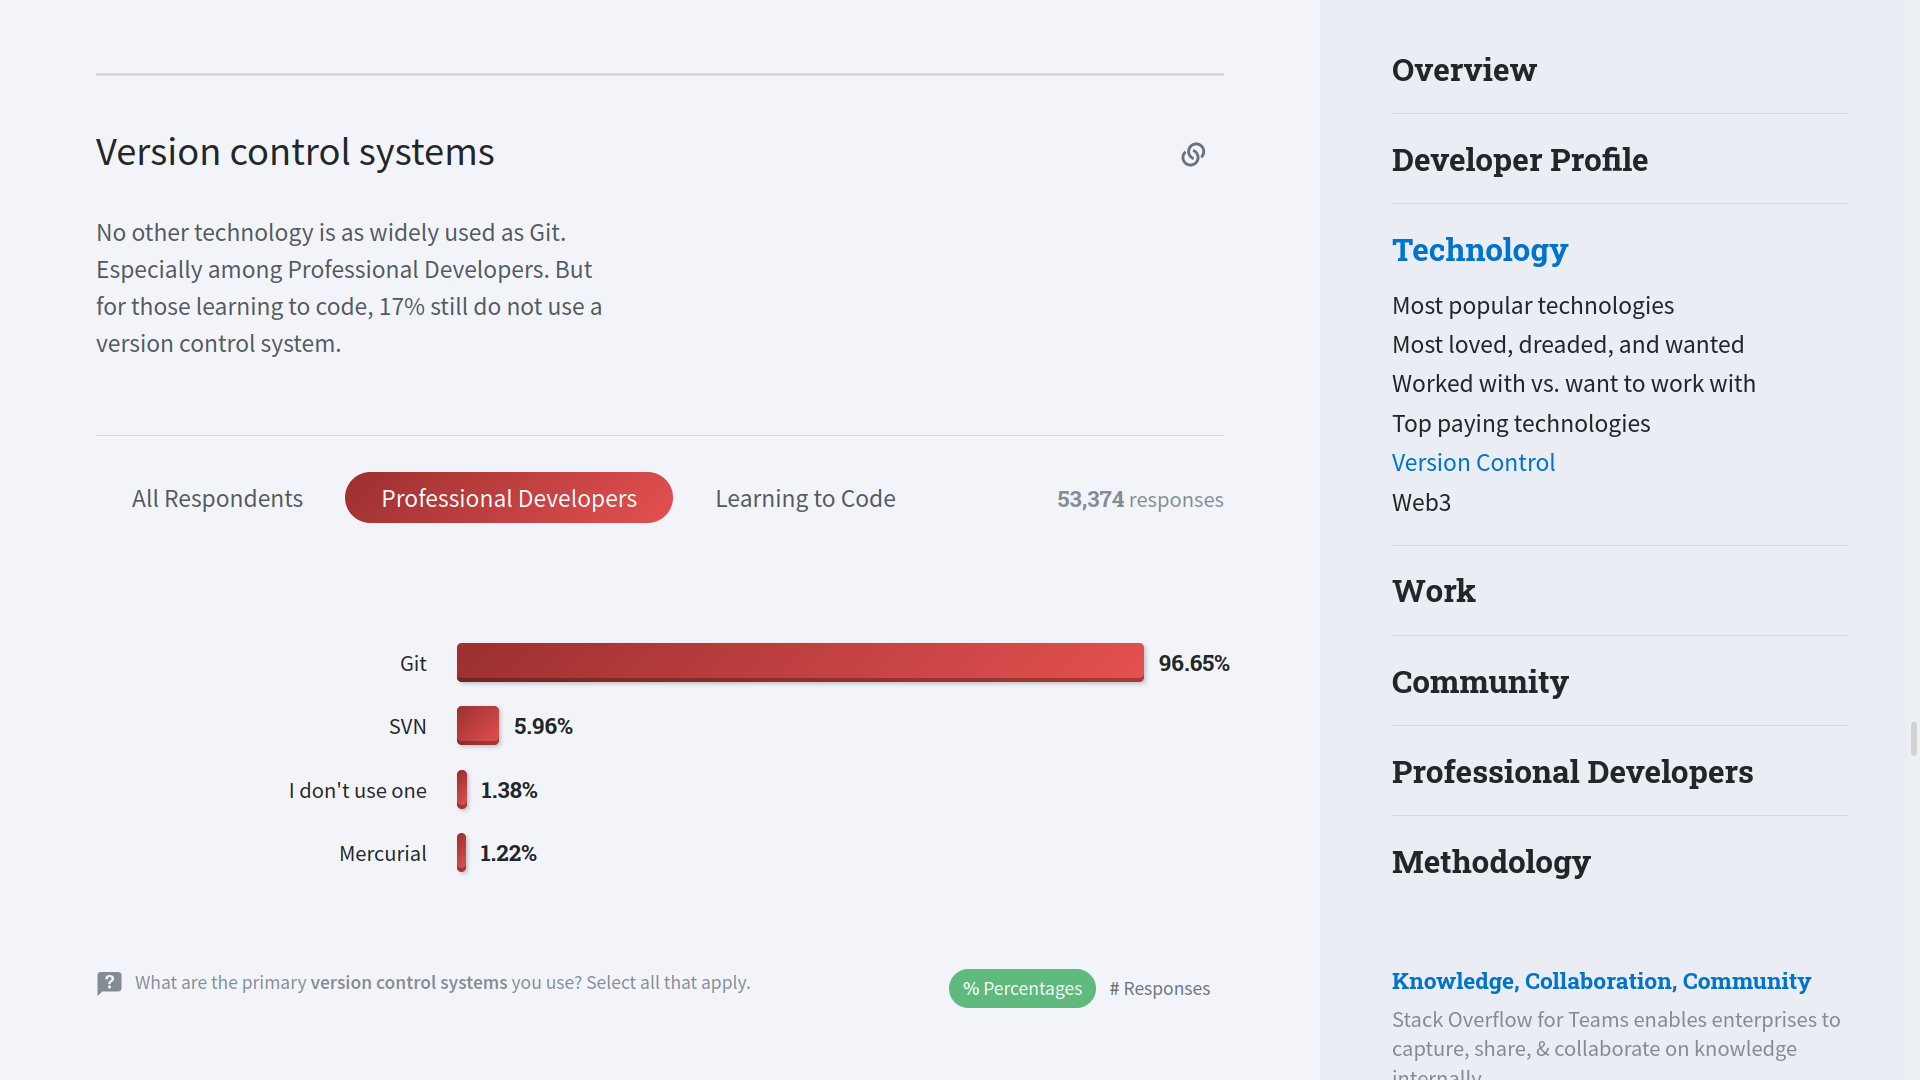 Version control systems
No other technology is as widely used as Git.
Especially among Professional Developers. But
for those learning to code, 17% still do not use a
version control system.
All Respondents
Professional Developers
Learning to Code
53,374 responses
Git
96.65%
SVN
5.96%
I don't use one
1.38%
Mercurial
1.22%
What are the primary version control systems you use? Select all that apply.
% Percentages
# Responses
Overview
Developer Profile
Technology
Most popular technologies
Most loved, dreaded, and wanted
Worked with vs. want to work with
Top paying technologies
Version Control
Web3
Work
Community
Professional Developers
Methodology
Knowledge, Collaboration, Community
Stack Overflow for Teams enables enterprises to
capture, share, & collaborate on knowledge
internally